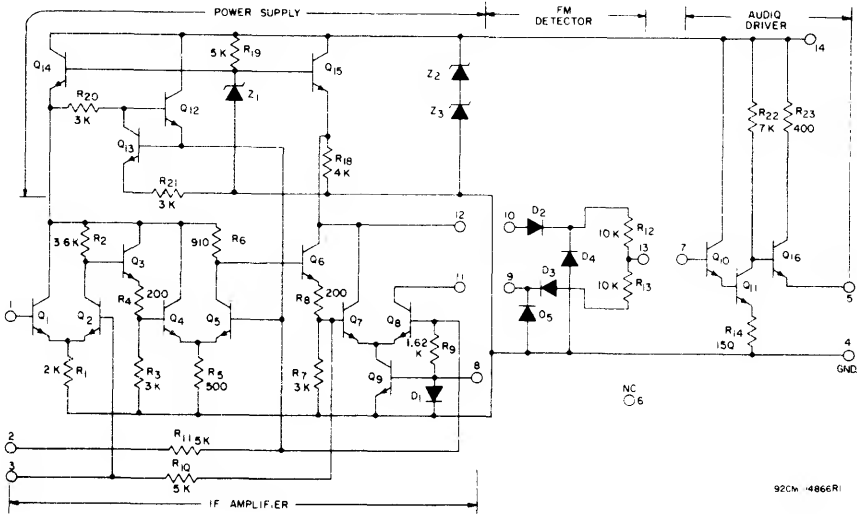 POWER SUPPLY
FM
DETECTOR
AUDIO
DRIVER
14
Q14
5K
R19
Q15
Z2
Z3
Z1
R20
3K
Q12
Q13
R21
3K
R18
4K
R22
7K
R23
400
R2
3.6K
Q3
R4
200
910
R6
Q6
R8
200
12
11
10
D2
D4
R12
10K
13
9
D3
D5
10K
R13
7
Q10
Q11
Q16
5
1
Q1
Q2
Q4
Q5
Q7
Q8
1.62
K
R9
R14
15Ω
4
GND.
2K
R1
R3
3K
R5
500
R7
3K
Q9
8
D1
NC
6
2
R11
5K
3
R10
5K
IF AMPLIFIER
92CM-14866R1